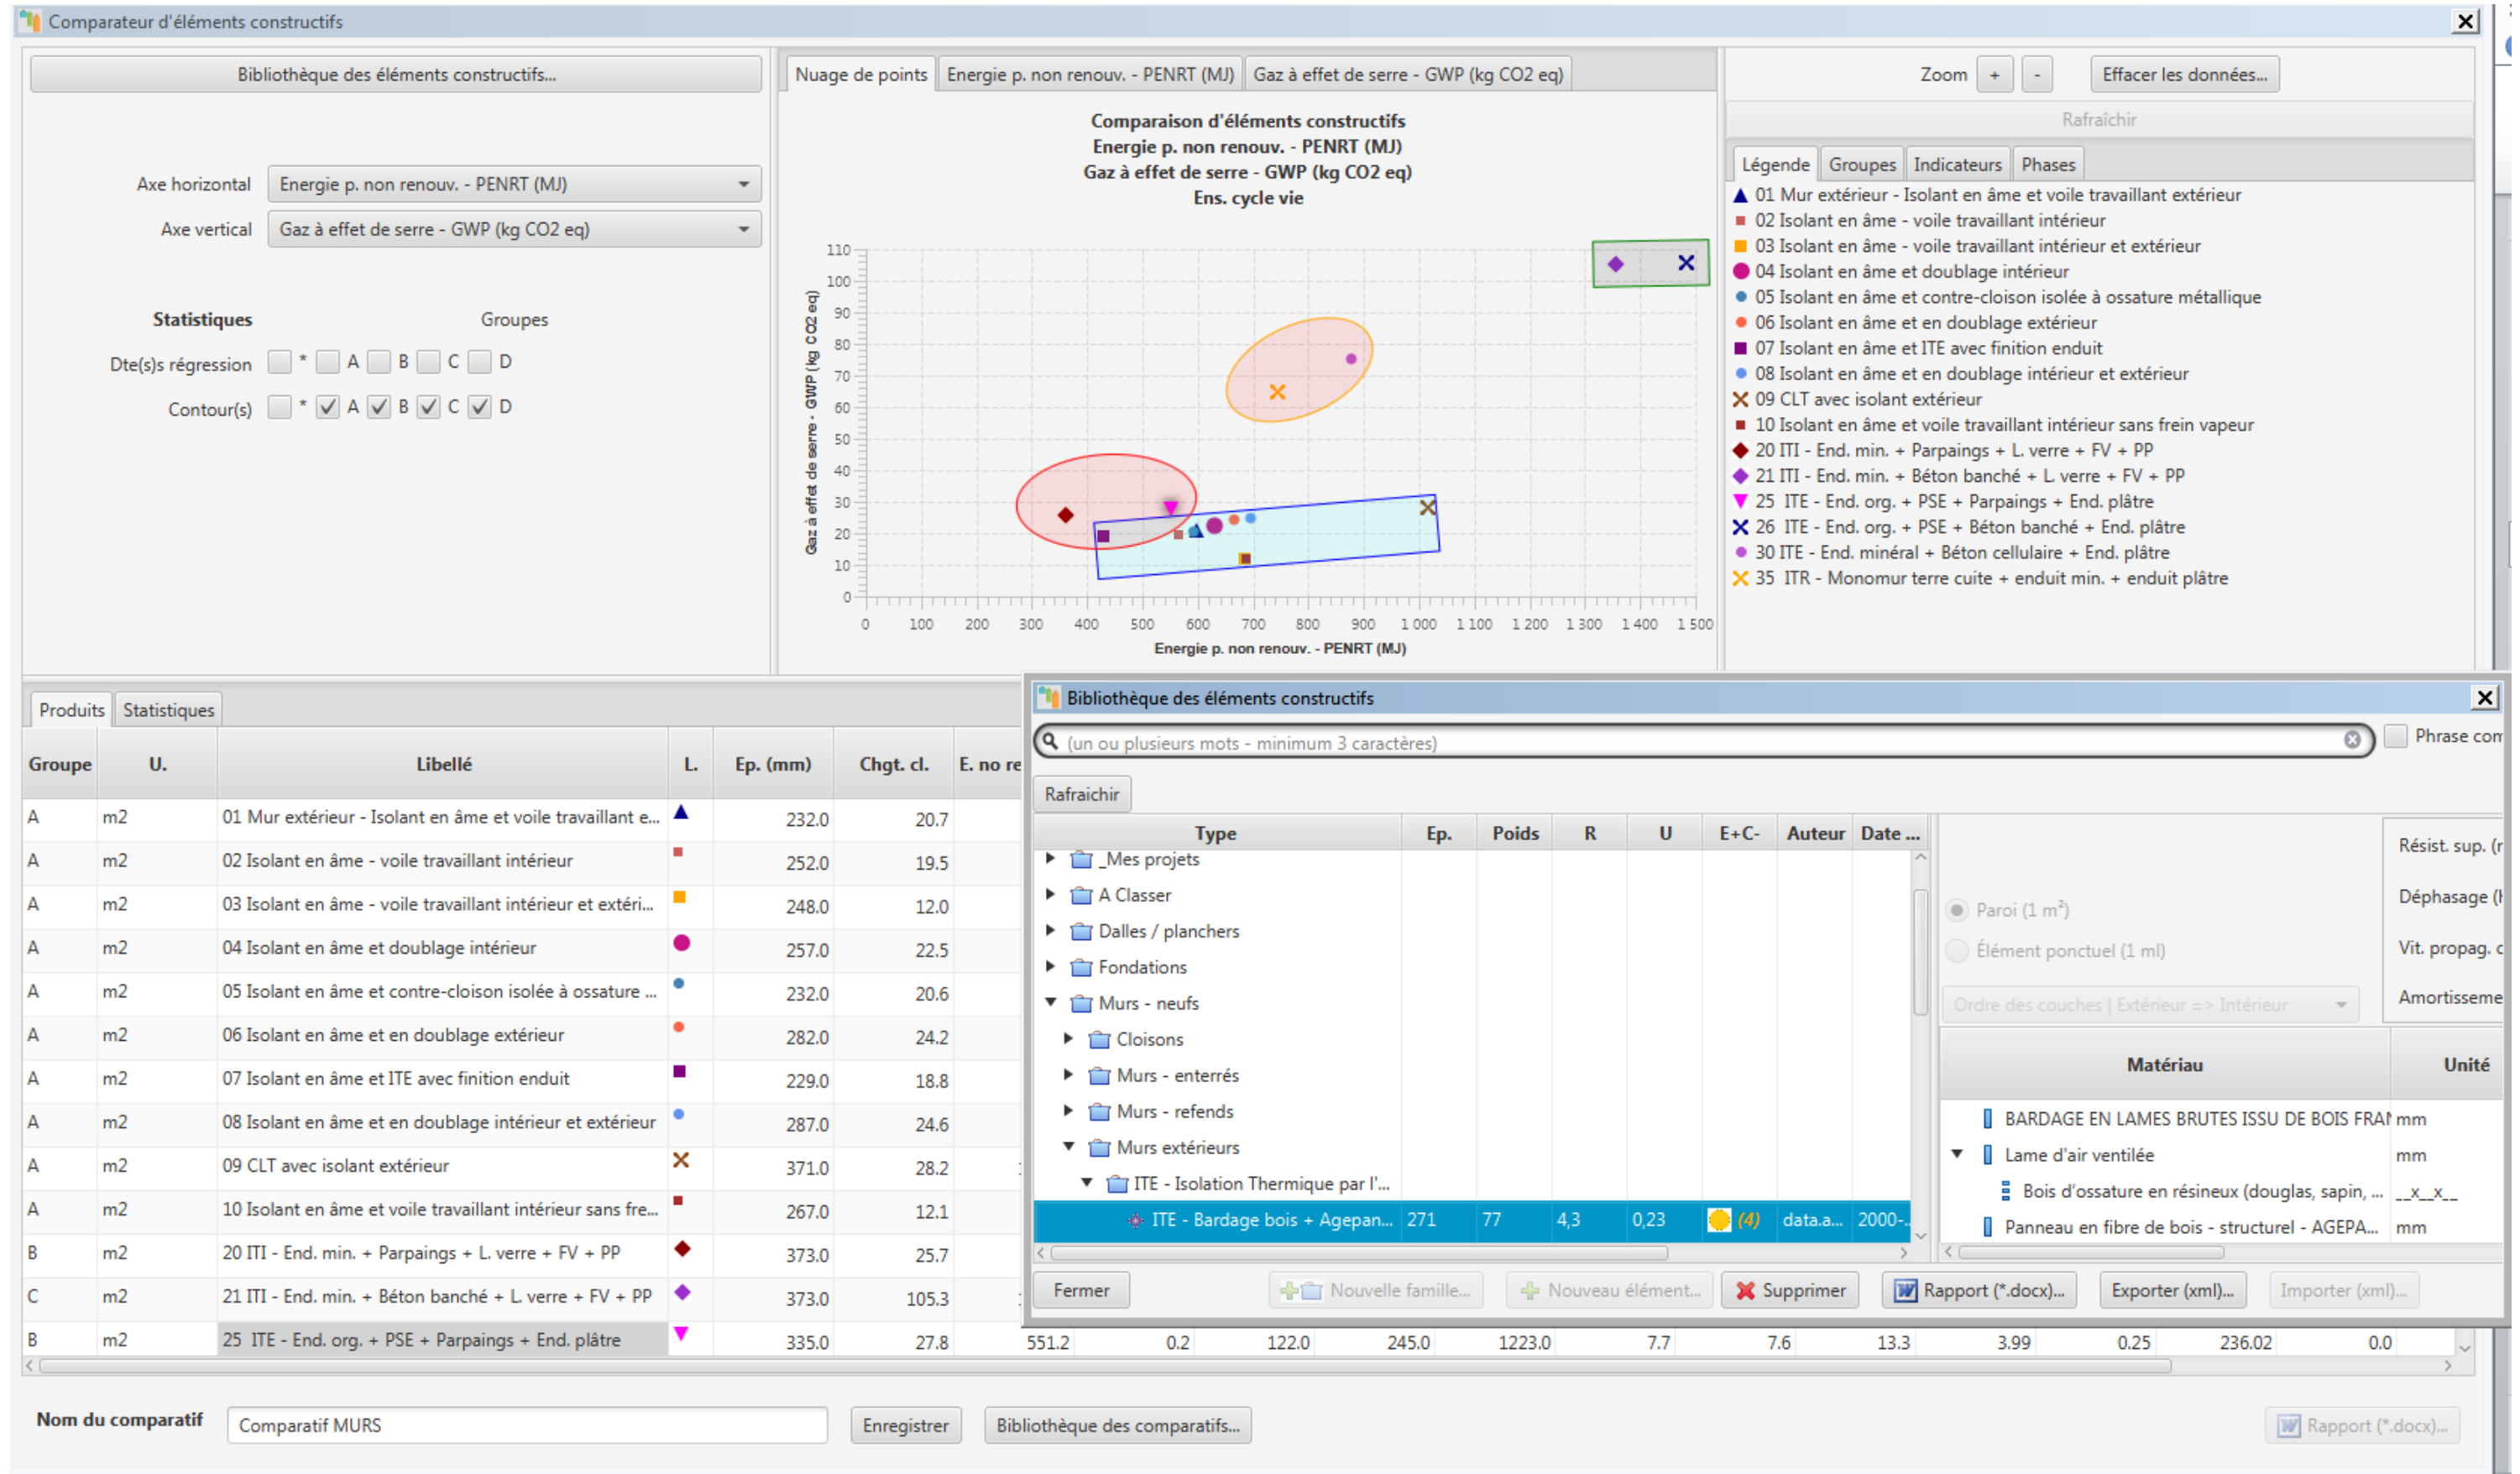 Comparateur d'éléments constructifs
Bibliothèque des éléments constructifs...
Axe horizontal Energie p. non renouv. - PENRT (MJ)
Axe vertical Gaz à effet de serre - GWP (kg CO2 eq)
Statistiques Groupes
Dte(s)s régression * A B C D
Contour(s) * A B C D
Nuage de points Energie p. non renouv. - PENRT (MJ) Gaz à effet de serre - GWP (kg CO2 eq)
Comparaison d'éléments constructifs
Energie p. non renouv. - PENRT (MJ)
Gaz à effet de serre - GWP (kg CO2 eq)
Ens. cycle vie
Gaz à effet de serre - GWP (kg CO2 eq)
110
100
90
80
70
60
50
40
30
20
10
0
0 100 200 300 400 500 600 700 800 900 1 000 1 100 1 200 1 300 1 400 1 500
Energie p. non renouv. - PENRT (MJ)
Zoom + - Effacer les données...
Rafraîchir
Légende Groupes Indicateurs Phases
01 Mur extérieur - Isolant en âme et voile travaillant extérieur
02 Isolant en âme - voile travaillant intérieur
03 Isolant en âme - voile travaillant intérieur et extérieur
04 Isolant en âme et doublage intérieur
05 Isolant en âme et contre-cloison isolée à ossature métallique
06 Isolant en âme et en doublage extérieur
07 Isolant en âme et ITE avec finition enduit
08 Isolant en âme et en doublage intérieur et extérieur
09 CLT avec isolant extérieur
10 Isolant en âme et voile travaillant intérieur sans frein vapeur
20 ITI - End. min. + Parpaings + L. verre + FV + PP
21 ITI - End. min. + Béton banché + L. verre + FV + PP
25 ITE - End. org. + PSE + Parpaings + End. plâtre
26 ITE - End. org. + PSE + Béton banché + End. plâtre
30 ITE - End. minéral + Béton cellulaire + End. plâtre
35 ITR - Monomur terre cuite + enduit min. + enduit plâtre
Produits Statistiques
Groupe U. Libellé L. Ep. (mm) Chgt. cl. E. no re
A m2 01 Mur extérieur - Isolant en âme et voile travaillant e... 232.0 20.7
A m2 02 Isolant en âme - voile travaillant intérieur 252.0 19.5
A m2 03 Isolant en âme - voile travaillant intérieur et extéri... 248.0 12.0
A m2 04 Isolant en âme et doublage intérieur 257.0 22.5
A m2 05 Isolant en âme et contre-cloison isolée à ossature ... 232.0 20.6
A m2 06 Isolant en âme et en doublage extérieur 282.0 24.2
A m2 07 Isolant en âme et ITE avec finition enduit 229.0 18.8
A m2 08 Isolant en âme et en doublage intérieur et extérieur 287.0 24.6
A m2 09 CLT avec isolant extérieur 371.0 28.2
A m2 10 Isolant en âme et voile travaillant intérieur sans fre... 267.0 12.1
B m2 20 ITI - End. min. + Parpaings + L. verre + FV + PP 373.0 25.7
C m2 21 ITI - End. min. + Béton banché + L. verre + FV + PP 373.0 105.3
B m2 25 ITE - End. org. + PSE + Parpaings + End. plâtre 335.0 27.8 551.2 0.2 122.0 245.0 1223.0 7.7 7.6 13.3 3.99 0.25 236.02 0.0
Bibliothèque des éléments constructifs
(un ou plusieurs mots - minimum 3 caractères) Phrase com
Rafraichir
Type Ep. Poids R U E+C- Auteur Date ...
_Mes projets
A Classer
Dalles / planchers
Fondations
Murs - neufs
Cloisons
Murs - enterrés
Murs - refends
Murs extérieurs
ITE - Isolation Thermique par l'...
ITE - Bardage bois + Agepan... 271 77 4,3 0,23 (4) data.a... 2000-..
Paroi (1 m²)
Élément ponctuel (1 ml)
Ordre des couches | Extérieur => Intérieur
Résist. sup. (r
Déphasage (h
Vit. propag. c
Amortisseme
Matériau Unité
BARDAGE EN LAMES BRUTES ISSU DE BOIS FRAN mm
Lame d'air ventilée mm
Bois d'ossature en résineux (douglas, sapin, ... __x__x__
Panneau en fibre de bois - structurel - AGEPA... mm
Fermer Nouvelle famille... Nouveau élément... Supprimer Rapport (*.docx)... Exporter (xml)... Importer (xml)...
Nom du comparatif Comparatif MURS Enregistrer Bibliothèque des comparatifs... Rapport (*.docx)...